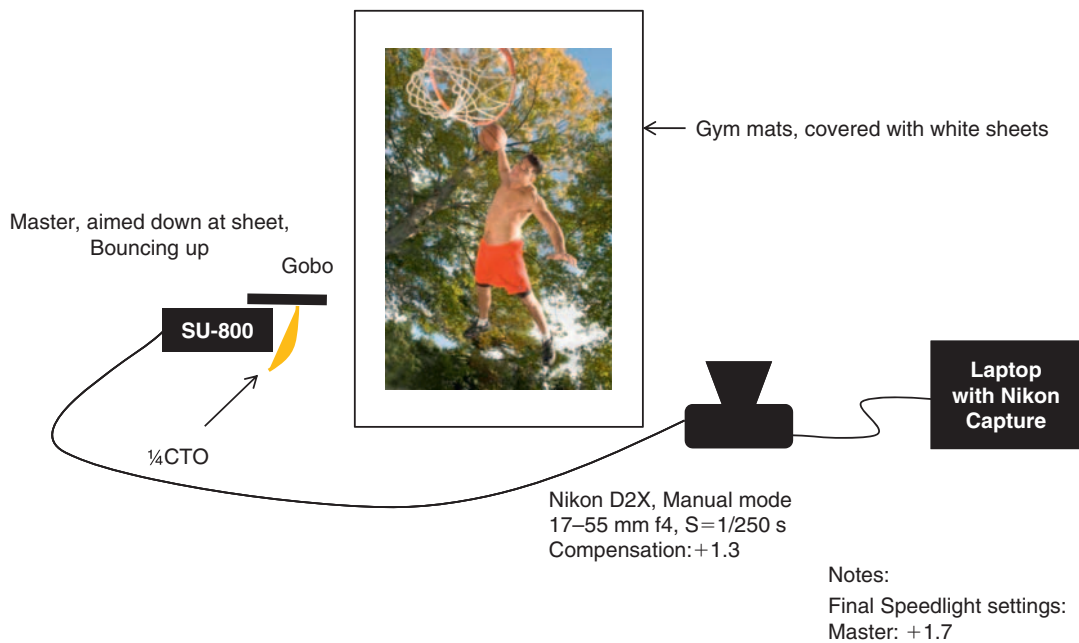 Gym mats, covered with white sheets
Master, aimed down at sheet,
Bouncing up
Gobo
SU-800
¼CTO
Laptop
with Nikon
Capture
Nikon D2X, Manual mode
17–55 mm f4, S=1/250 s
Compensation:+1.3
Notes:
Final Speedlight settings:
Master: +1.7